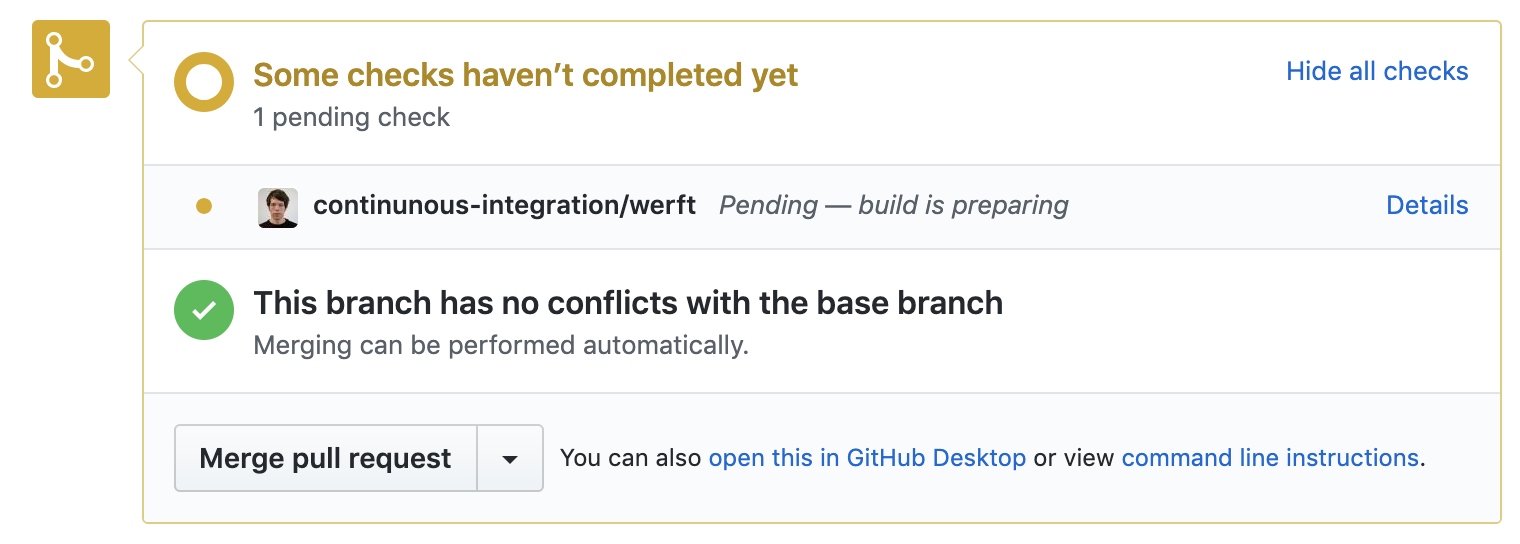 Some checks haven’t completed yet
Hide all checks
1 pending check
continunous-integration/werft Pending — build is preparing
Details
This branch has no conflicts with the base branch
Merging can be performed automatically.
Merge pull request
You can also open this in GitHub Desktop or view command line instructions.